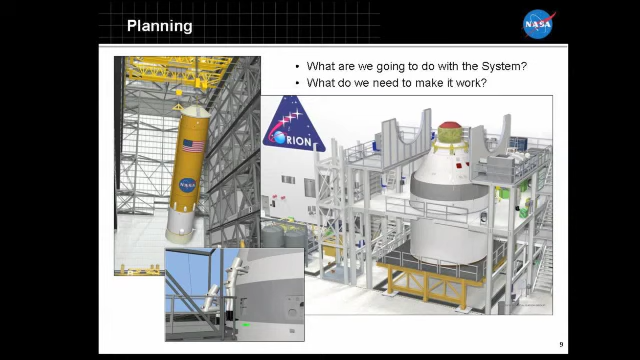 Planning
NASA
• What are we going to do with the System?
• What do we need to make it work?
ORION
NASA
9